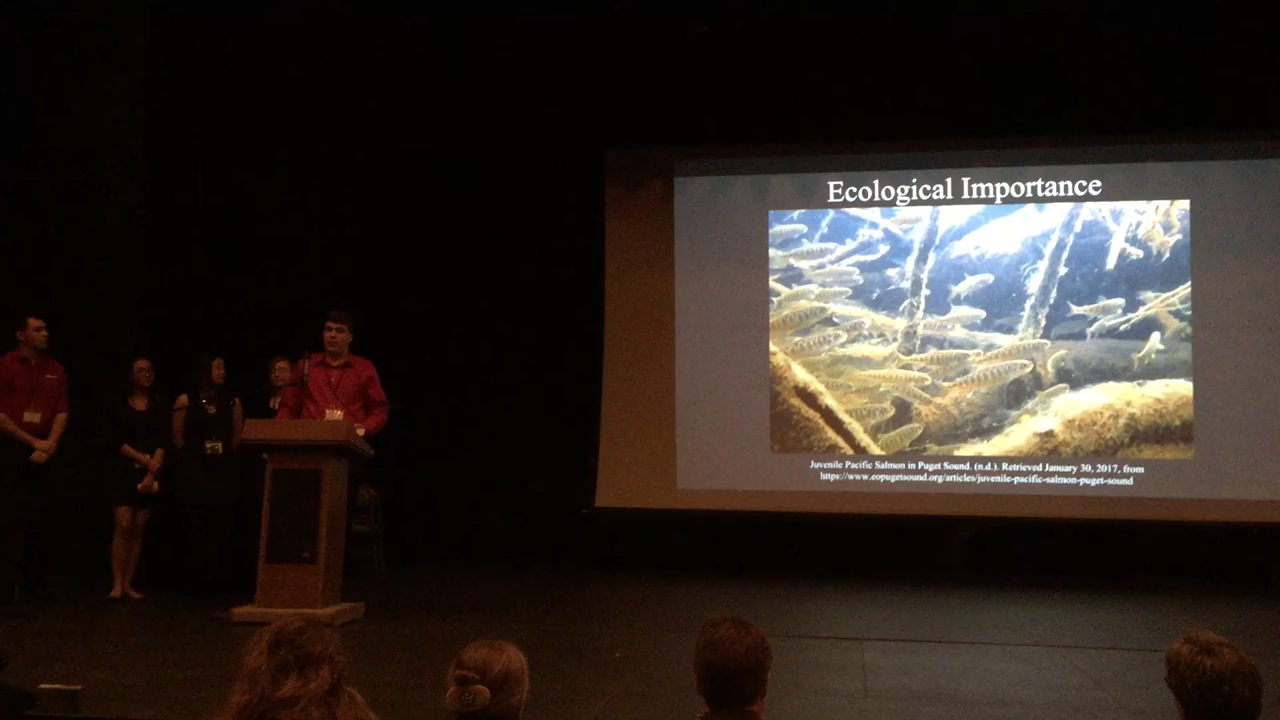 Ecological Importance
Juvenile Pacific Salmon in Puget Sound. (n.d.). Retrieved January 30, 2017, from
https://www.eopugetsound.org/articles/juvenile-pacific-salmon-puget-sound